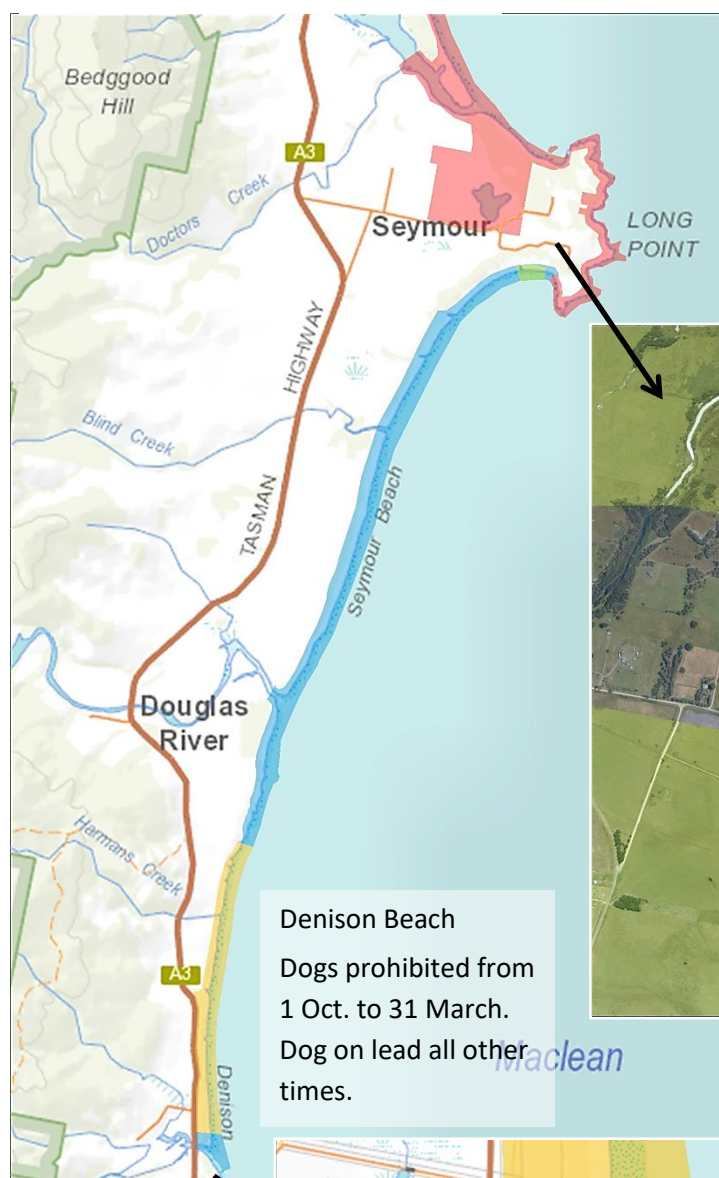 Bedggood
Hill
A3
Doctors Creek
Seymour
LONG
POINT
TASMAN HIGHWAY
Blind Creek
Seymour Beach
Douglas
River
Harmans Creek
A3
Denison
Denison Beach
Dogs prohibited from
1 Oct. to 31 March.
Dog on lead all other
times.
Maclean